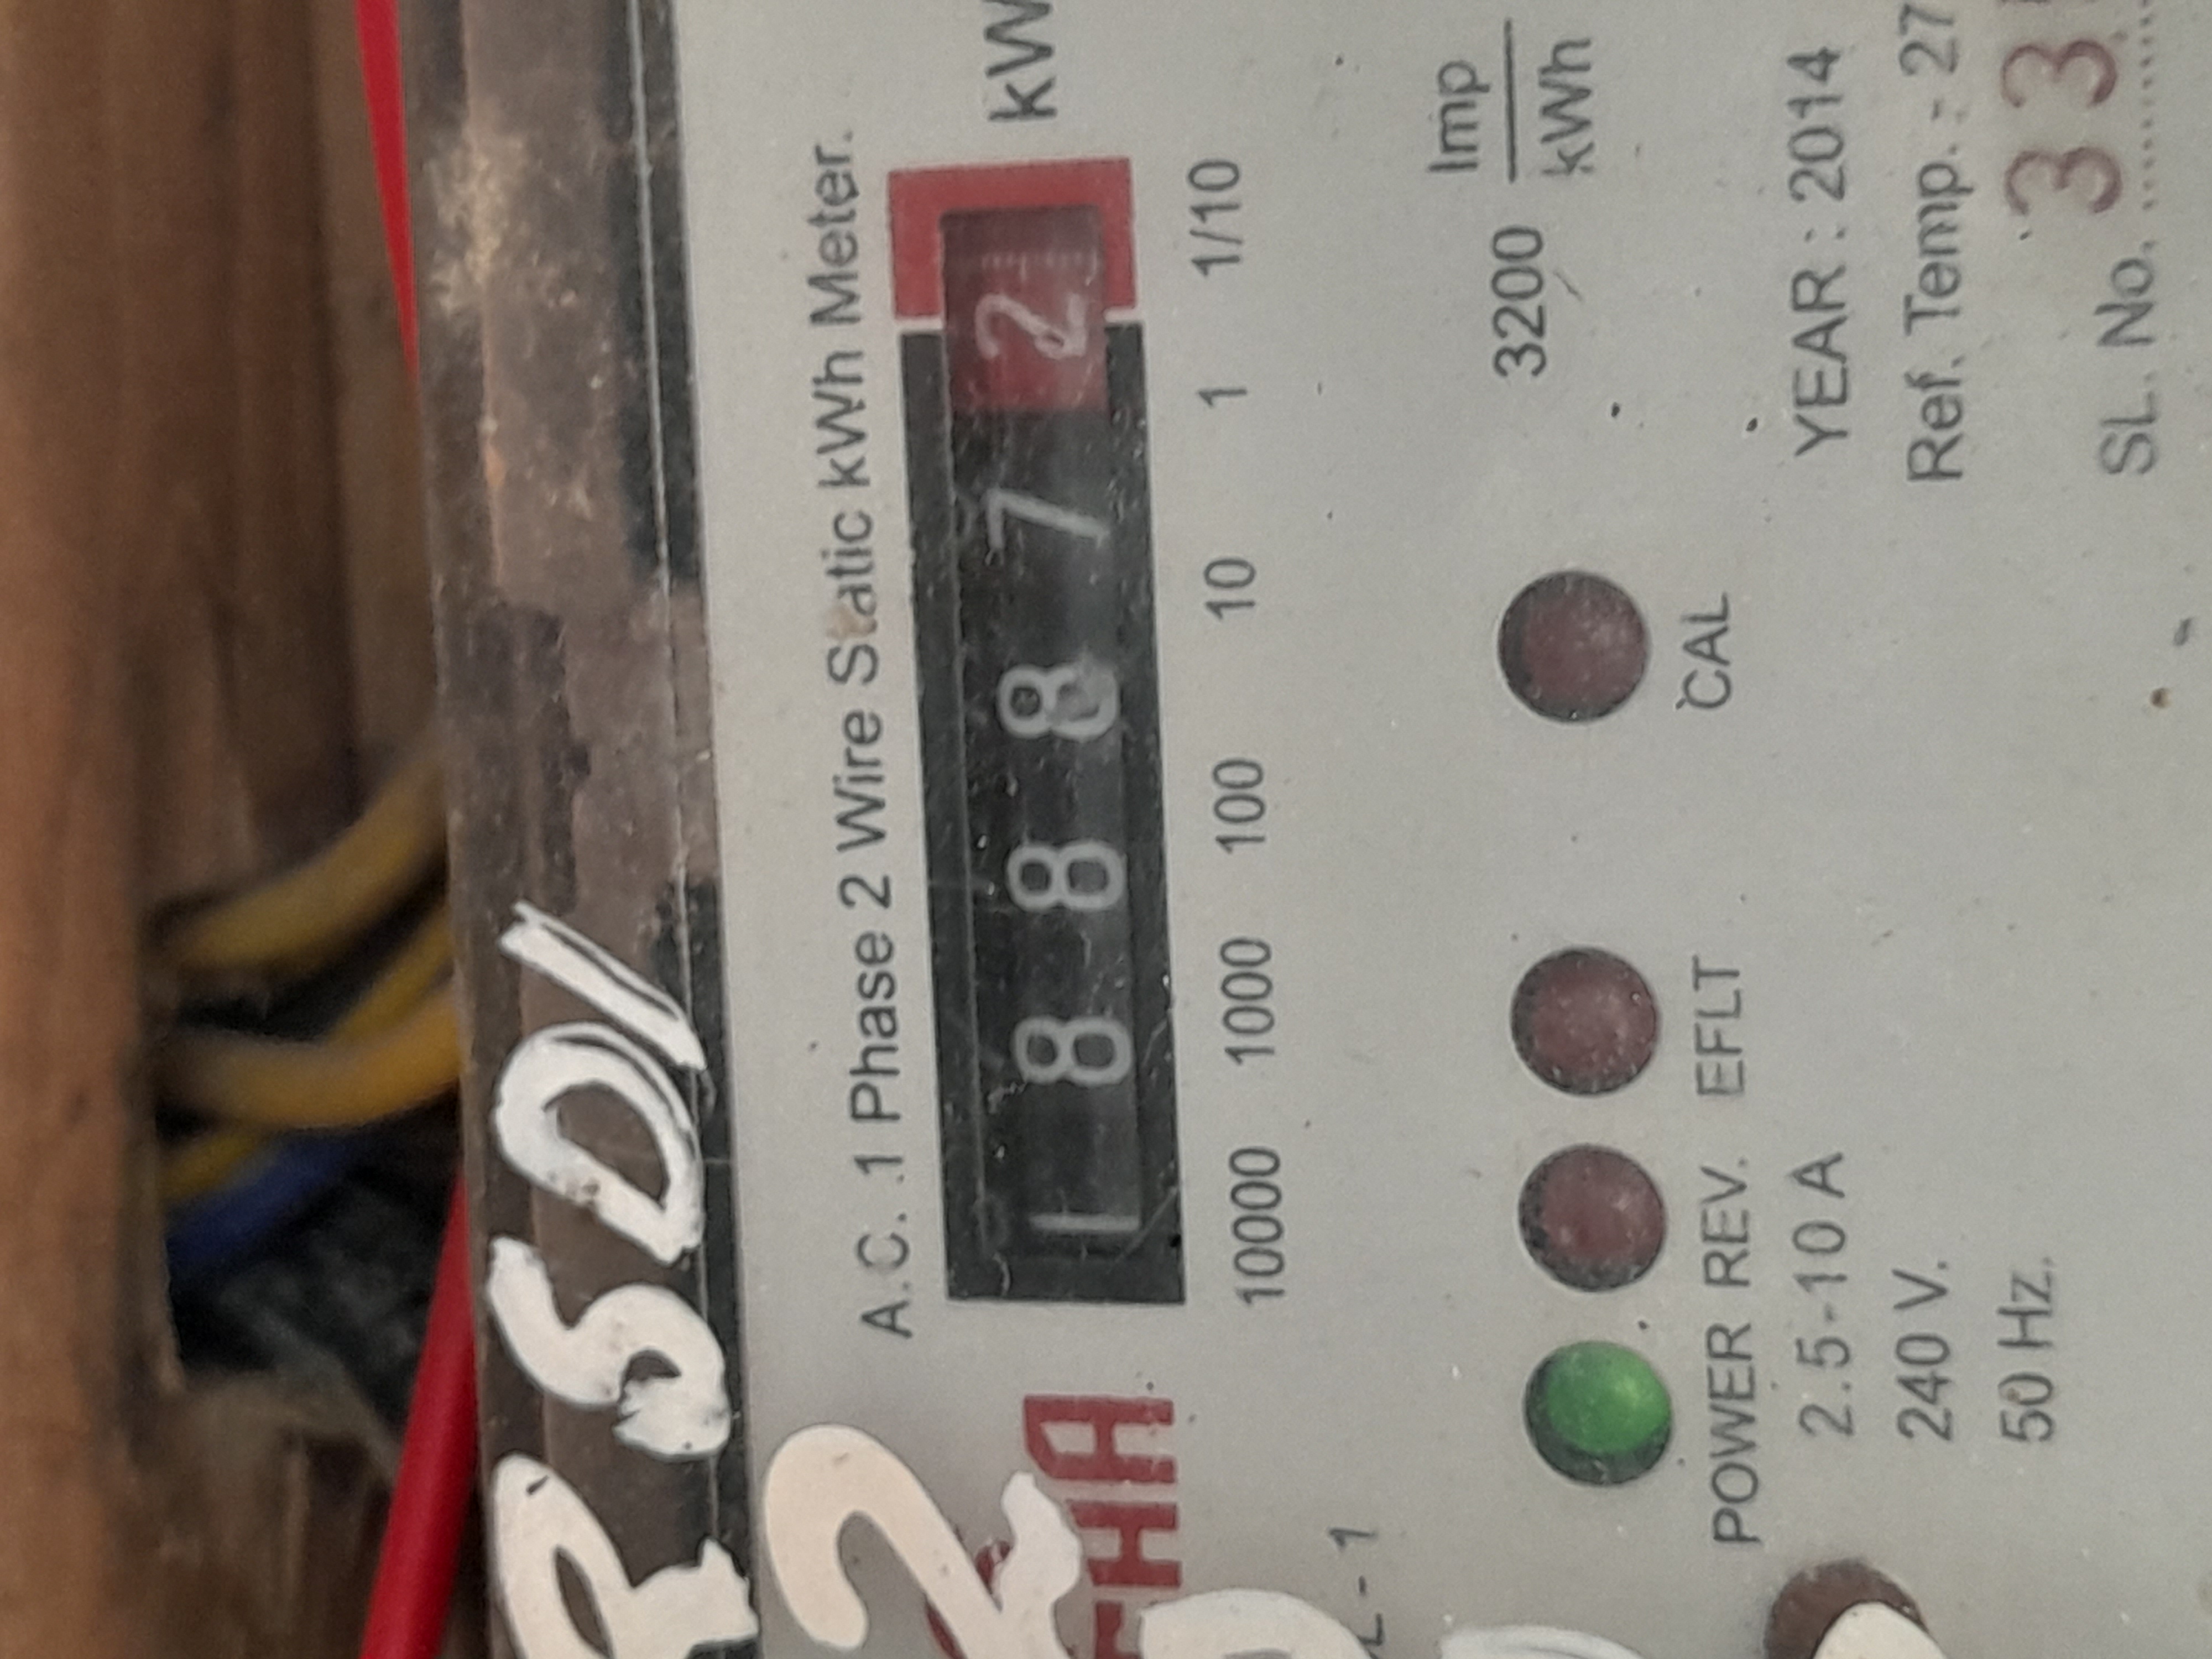 A.C. 1 Phase 2 Wire Static kWh Meter.
1 8 8 8 7 2 kW
10000 1000 100 10 1 1/10
L - 1
3200 Imp
kWh
POWER REV. EFLT CAL
2.5-10 A
YEAR : 2014
240 V.
Ref. Temp. : 27
50 Hz.
SL. No. 33